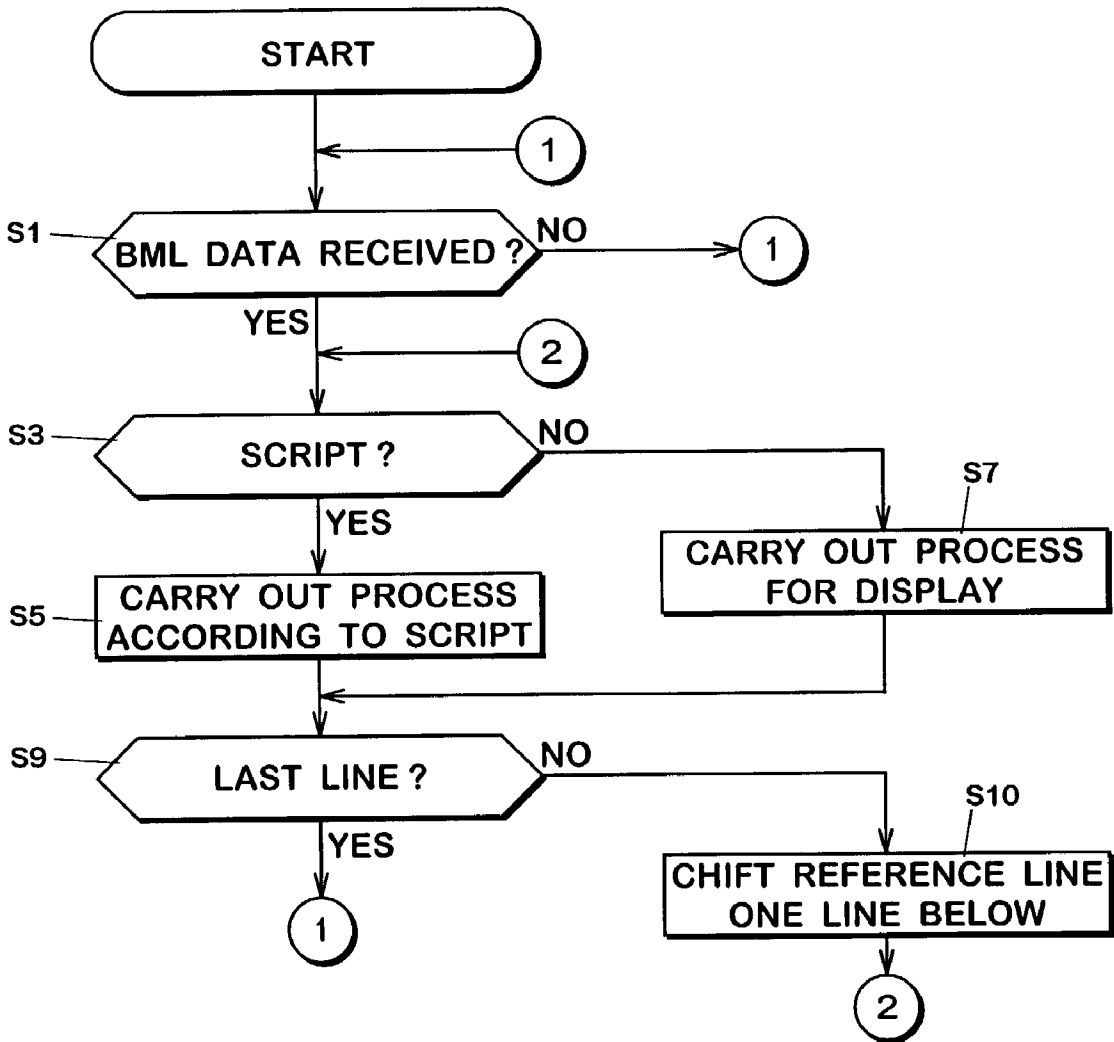 START
1
S1
BML DATA RECEIVED ?
NO
1
YES
2
S3
SCRIPT ?
NO
S7
YES
CARRY OUT PROCESS
FOR DISPLAY
S5
CARRY OUT PROCESS
ACCORDING TO SCRIPT
S9
LAST LINE ?
NO
S10
YES
CHIFT REFERENCE LINE
ONE LINE BELOW
1
2